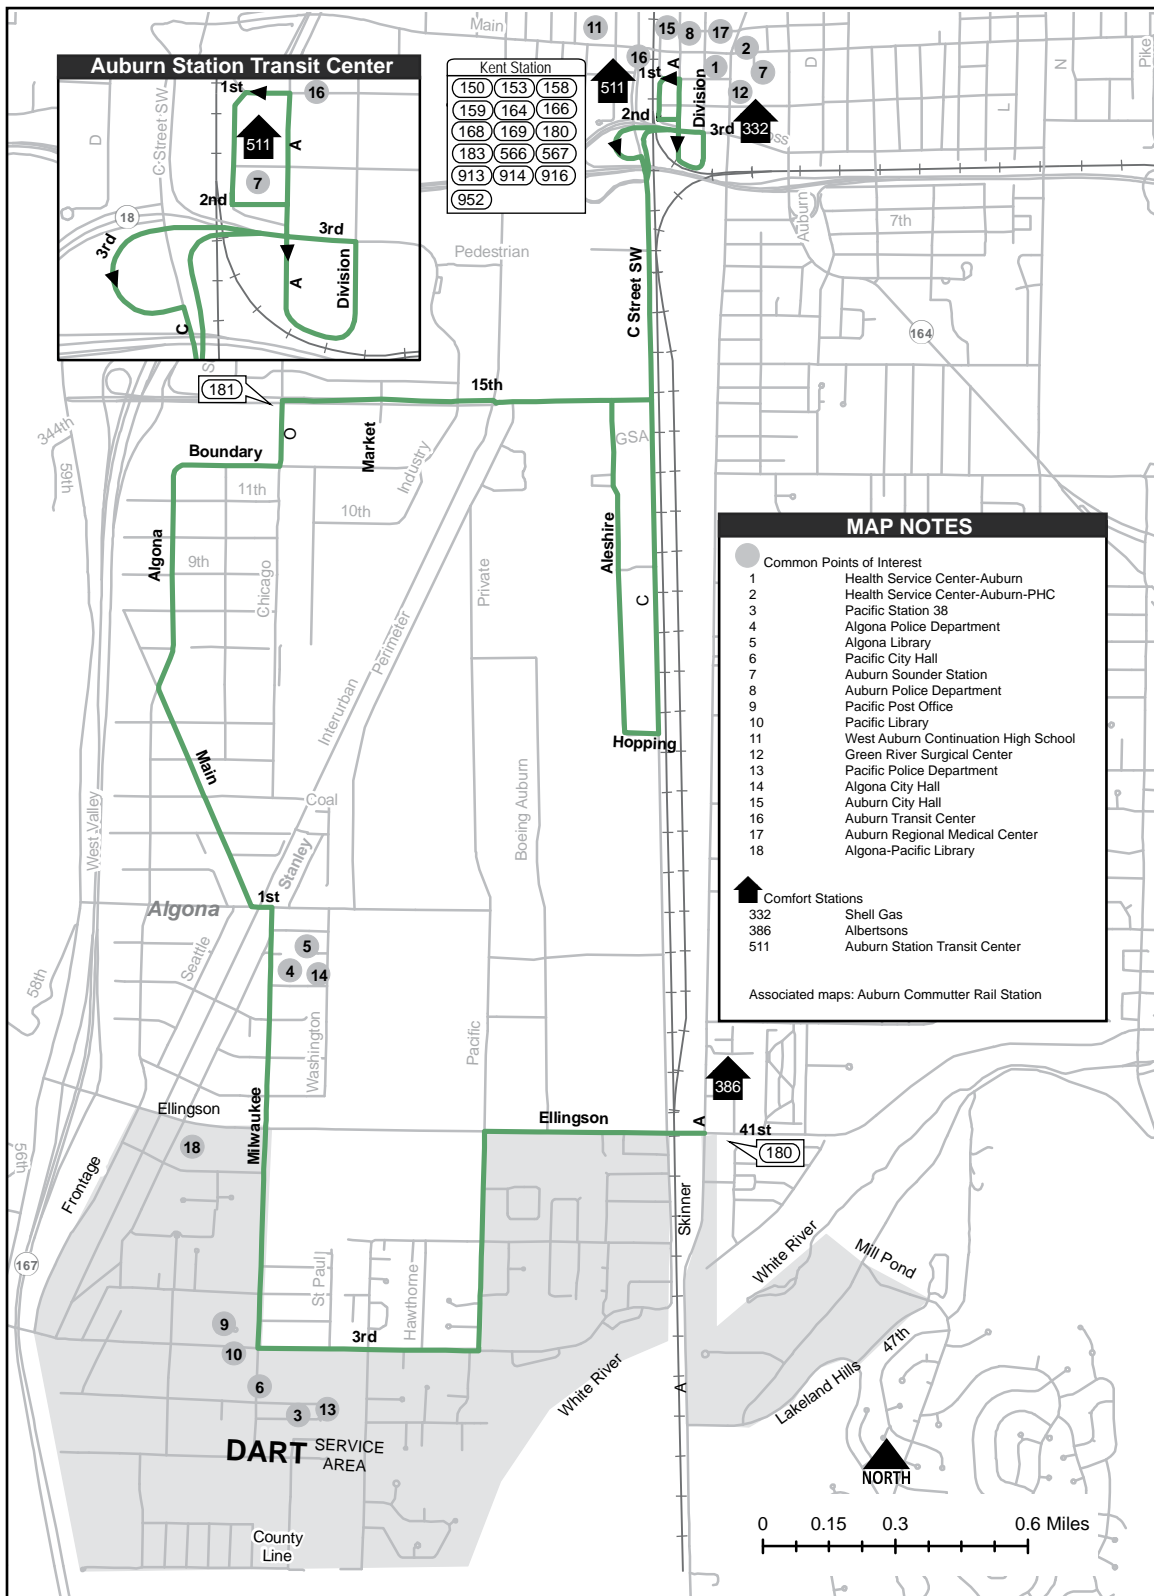 Main
11
15
8
17
2
16
1st
A
1
7
12
Division
D
N
Pike
L
511
2nd
3rd
332
oss
Auburn Station Transit Center
1st
16
C Street SW
D
511
A
7
2nd
18
3rd
3rd
A
Division
C
S
Kent Station
150 153 158
159 164 166
168 169 180
183 566 567
913 914 916
952
Pedestrian
Auburn
7th
C Street SW
164
181
15th
344th
59th
O
Market
Boundary
Industry
GSA
11th
10th
Algona
9th
Chicago
Private
Aleshire
C
Perimeter
Interurban
Hopping
Main
Coal
West Valley
Boeing Auburn
Stanley
1st
Algona
Seattle
5
4
14
58th
Washington
Pacific
MAP NOTES
Common Points of Interest
1 Health Service Center-Auburn
2 Health Service Center-Auburn-PHC
3 Pacific Station 38
4 Algona Police Department
5 Algona Library
6 Pacific City Hall
7 Auburn Sounder Station
8 Auburn Police Department
9 Pacific Post Office
10 Pacific Library
11 West Auburn Continuation High School
12 Green River Surgical Center
13 Pacific Police Department
14 Algona City Hall
15 Auburn City Hall
16 Auburn Transit Center
17 Auburn Regional Medical Center
18 Algona-Pacific Library
Comfort Stations
332 Shell Gas
386 Albertsons
511 Auburn Station Transit Center
Associated maps: Auburn Commutter Rail Station
386
Ellingson
Milwaukee
Ellingson
A
41st
180
18
56th
Frontage
Skinner
White River
Mill Pond
167
St Paul
Hawthorne
9
3rd
10
47th
White River
Lakeland Hills
6
A
3
13
DART SERVICE
AREA
NORTH
County
Line
0 0.15 0.3 0.6 Miles